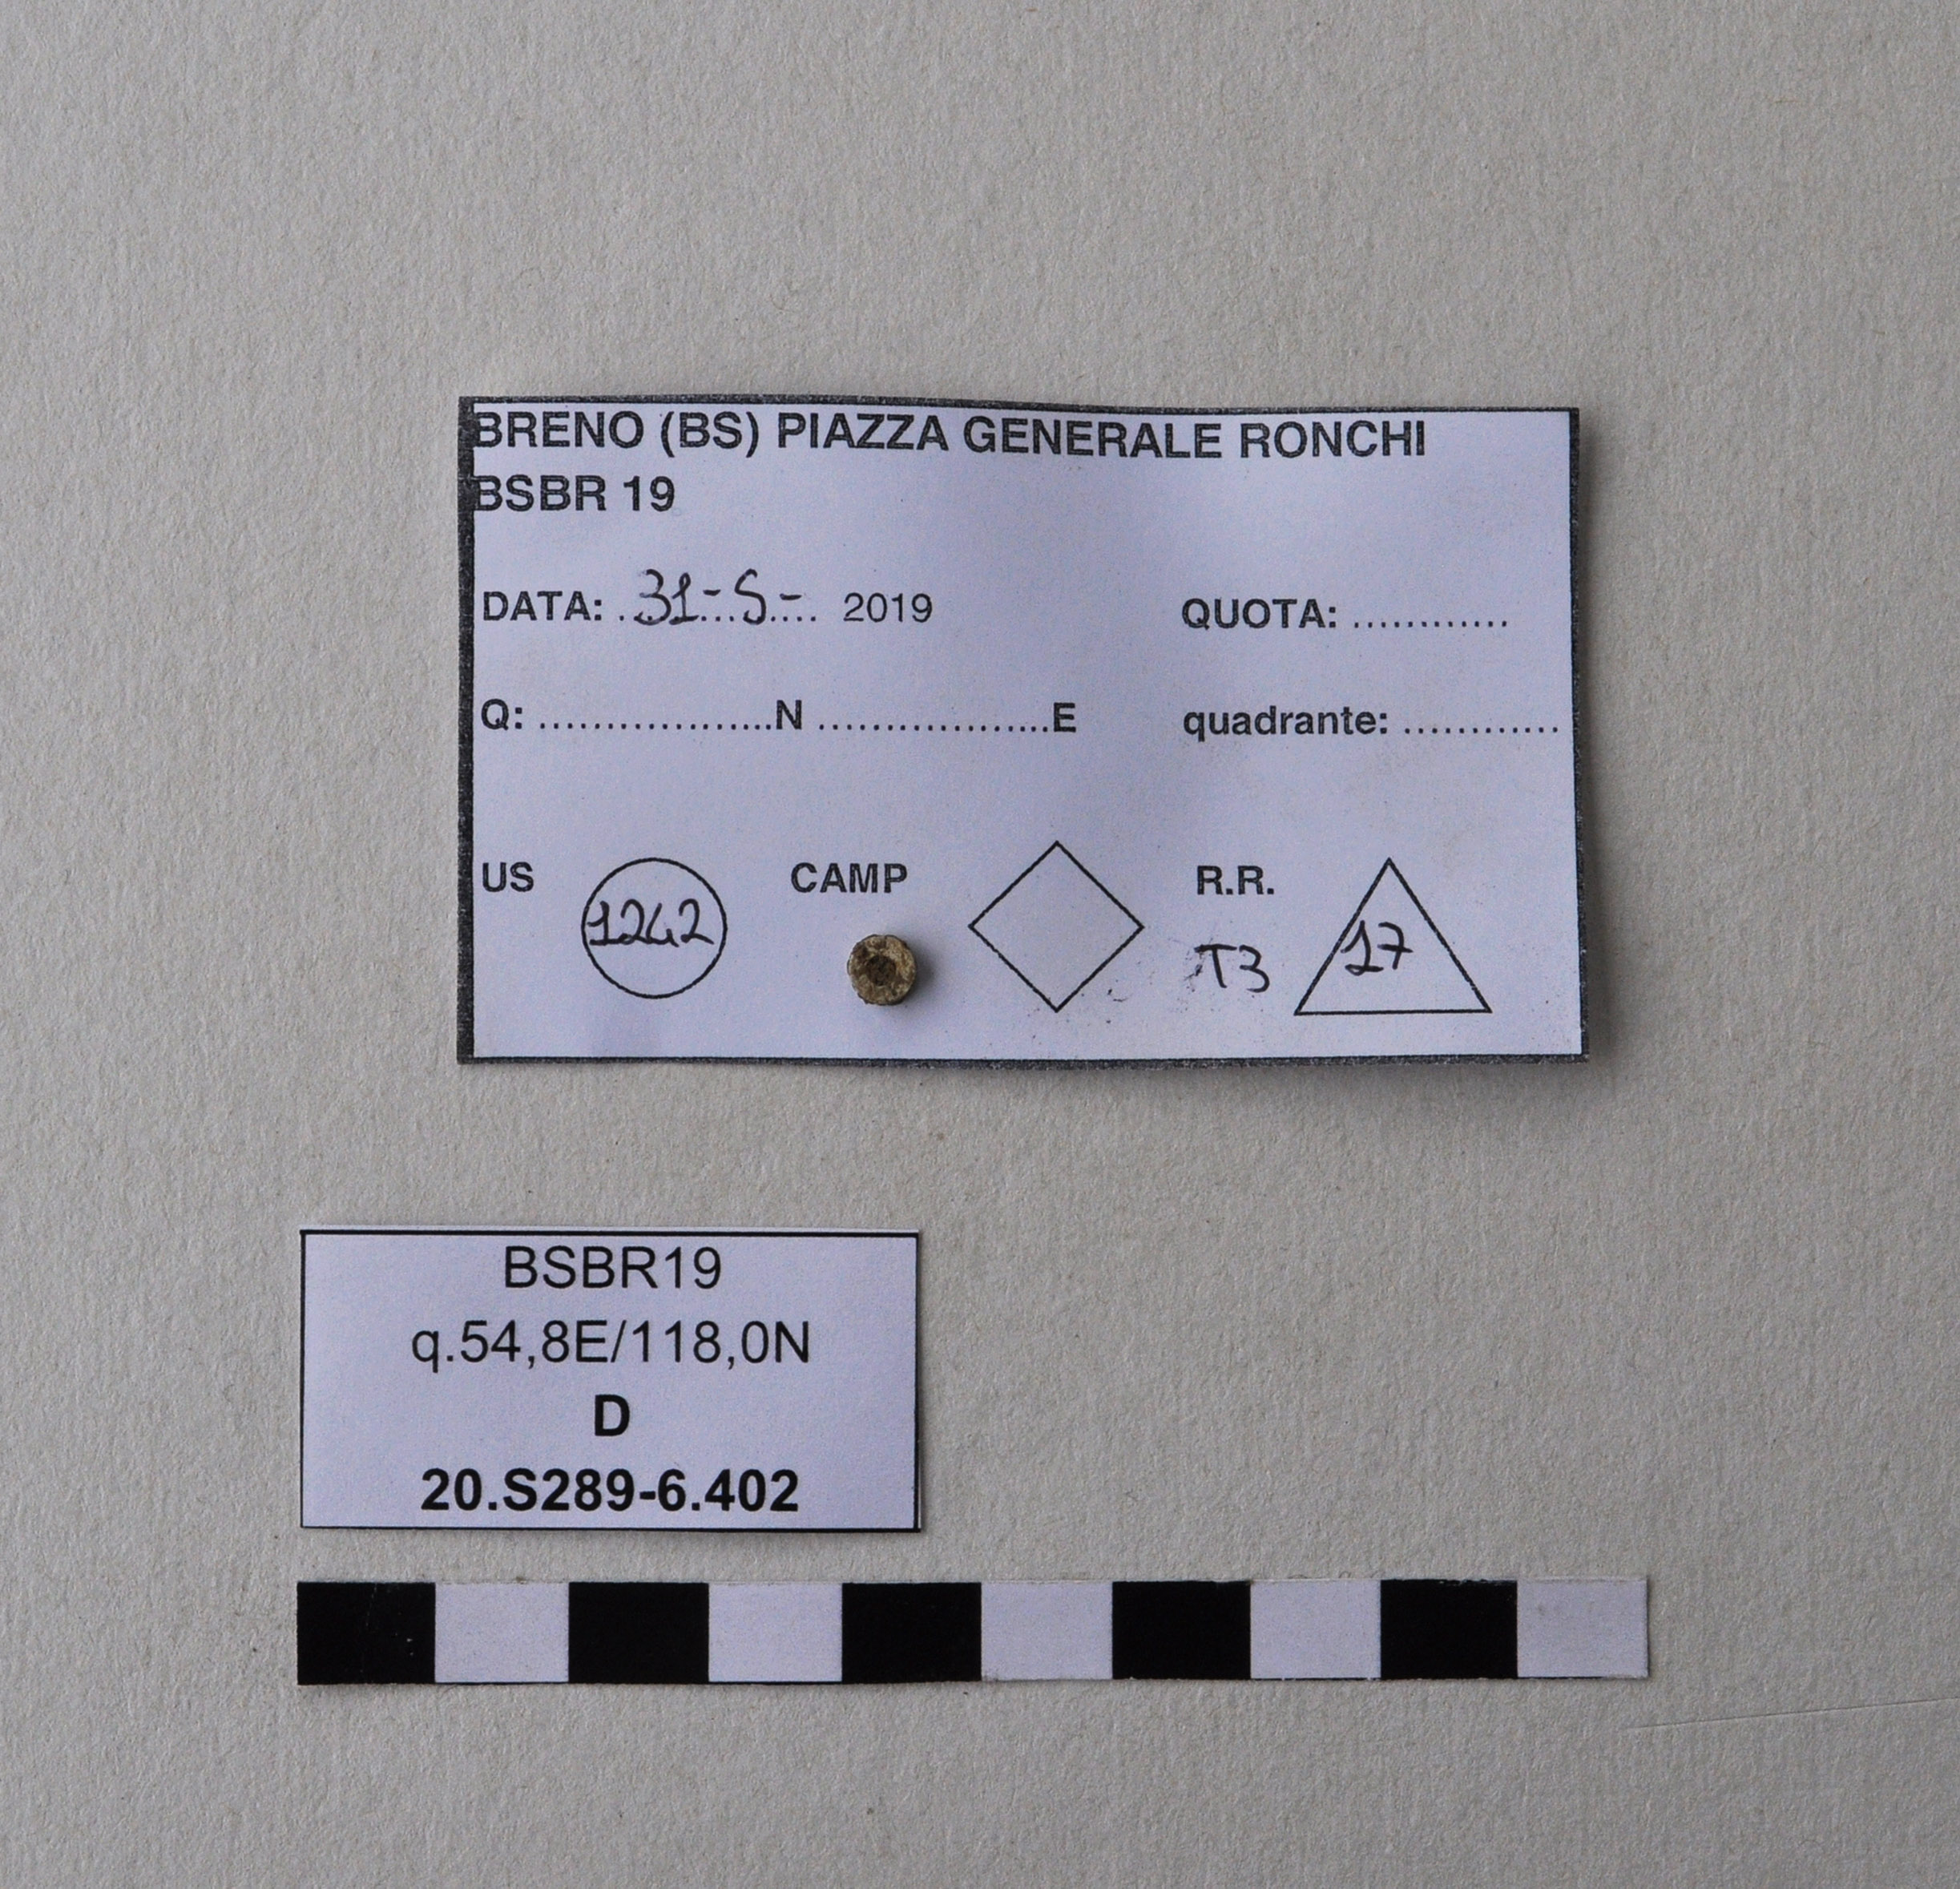 BRENO (BS) PIAZZA GENERALE RONCHI
BSBR 19
DATA: .31-5-.... 2019 QUOTA: ............
Q: ..................N ..................E quadrante: ............
US 1242 CAMP R.R. T3 17
BSBR19
q.54,8E/118,0N
D
20.S289-6.402